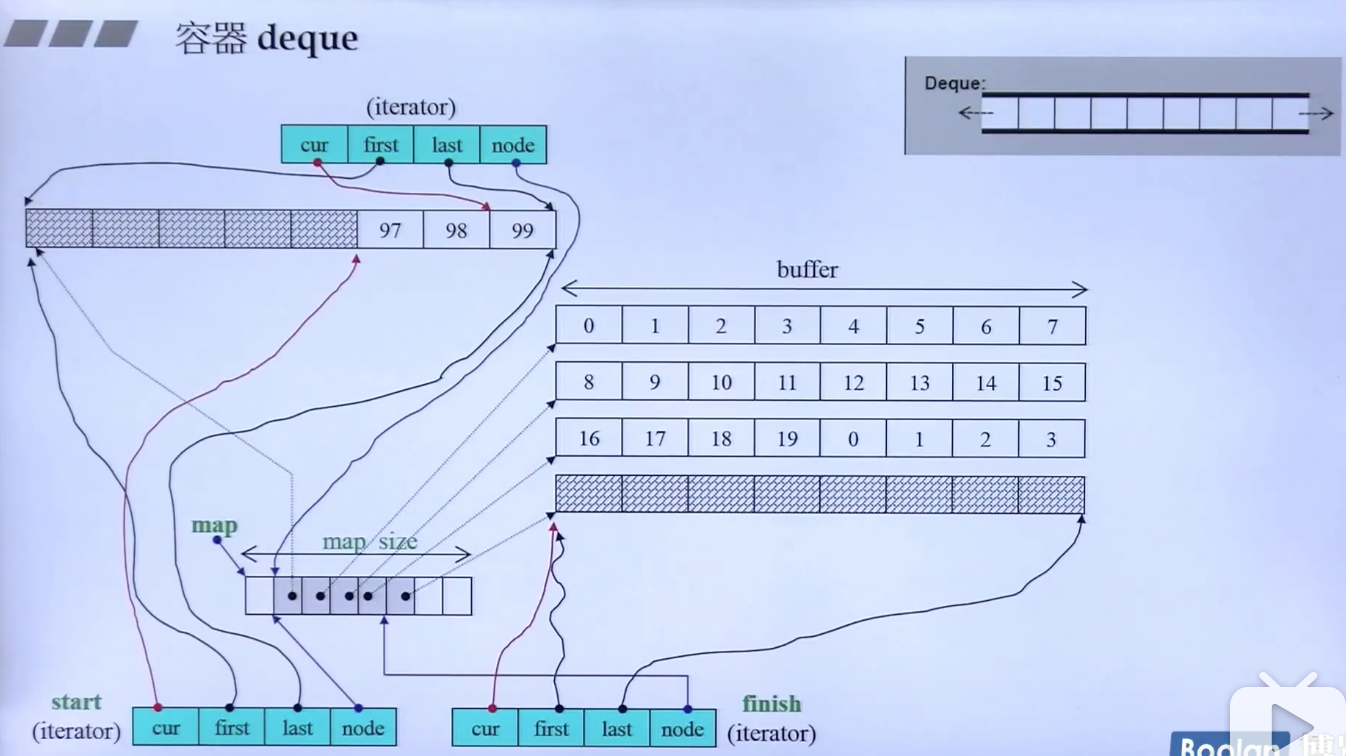 容器 deque
Deque:
(iterator)
cur first last node
97 98 99
buffer
0 1 2 3 4 5 6 7
8 9 10 11 12 13 14 15
16 17 18 19 0 1 2 3
map
map size
start
(iterator)
cur first last node
cur first last node
finish
(iterator)
Boolan 博